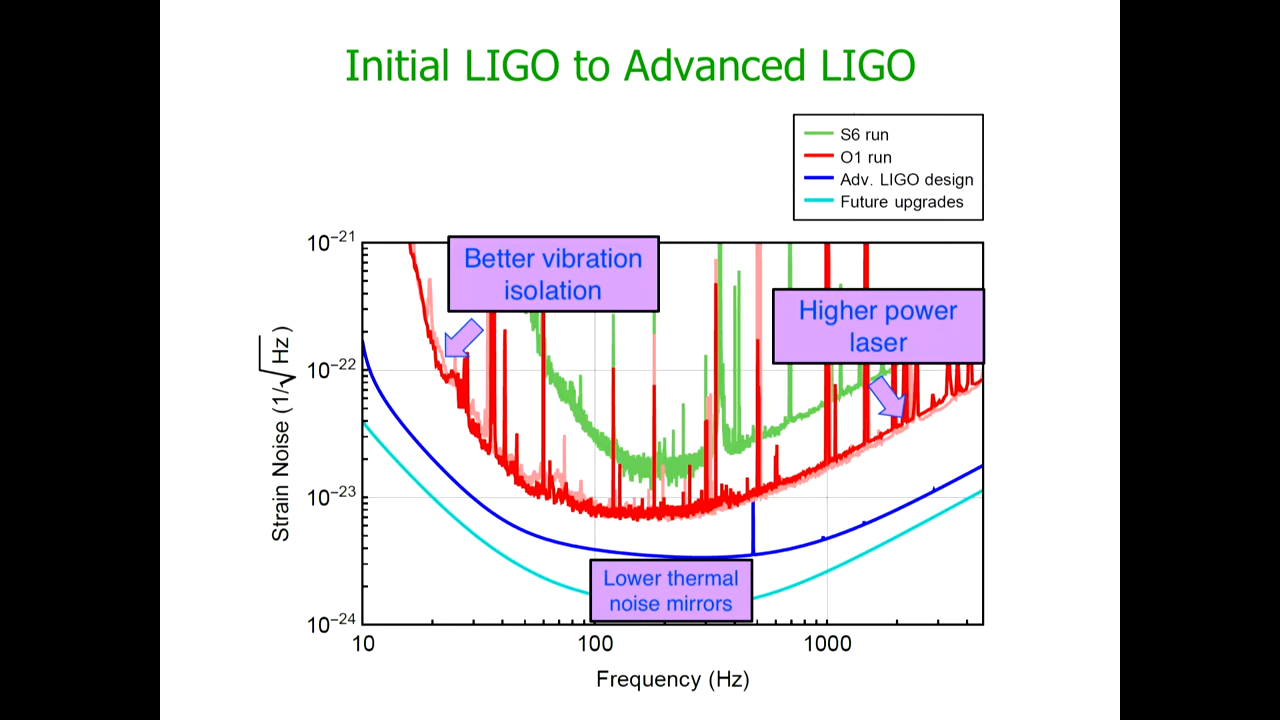 Initial LIGO to Advanced LIGO
S6 run
O1 run
Adv. LIGO design
Future upgrades
10⁻²¹
Better vibration
isolation
Higher power
laser
10⁻²²
Strain Noise (1/√Hz)
10⁻²³
Lower thermal
noise mirrors
10⁻²⁴
10 100 1000
Frequency (Hz)